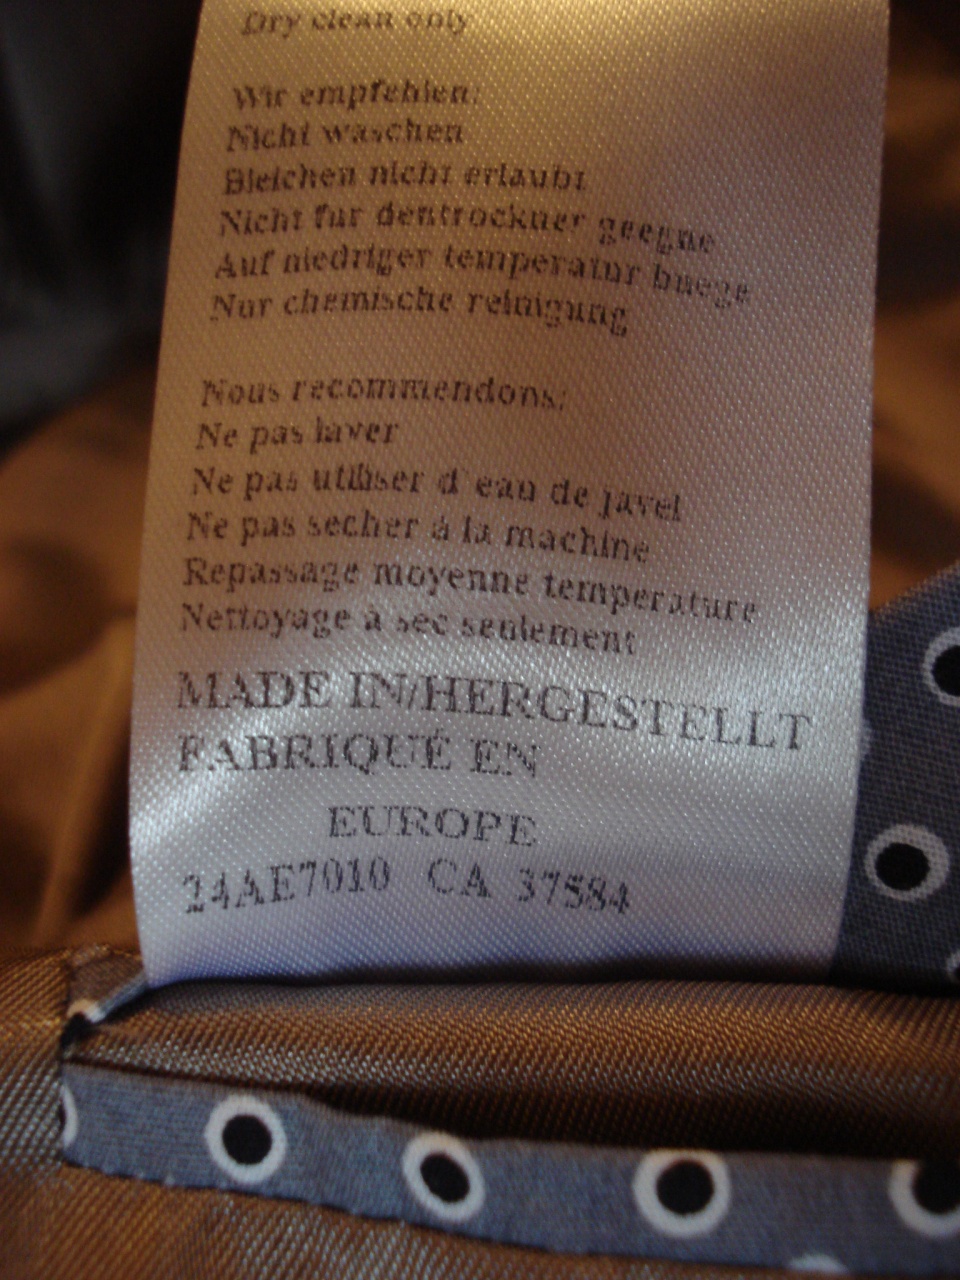 Dry clean only
Wir empfehlen:
Nicht waschen
Bleichen nicht erlaubt
Nicht fur dentrockner geegne
Auf niedriger temperatur buege
Nur chemische reinigung
Nous recommendons:
Ne pas laver
Ne pas utiliser d' eau de javel
Ne pas secher à la machine
Repassage moyenne temperature
Nettoyage a sec seulement
MADE IN/HERGESTELLT
FABRIQUÉ EN
EUROPE
24AE7010 CA 37584